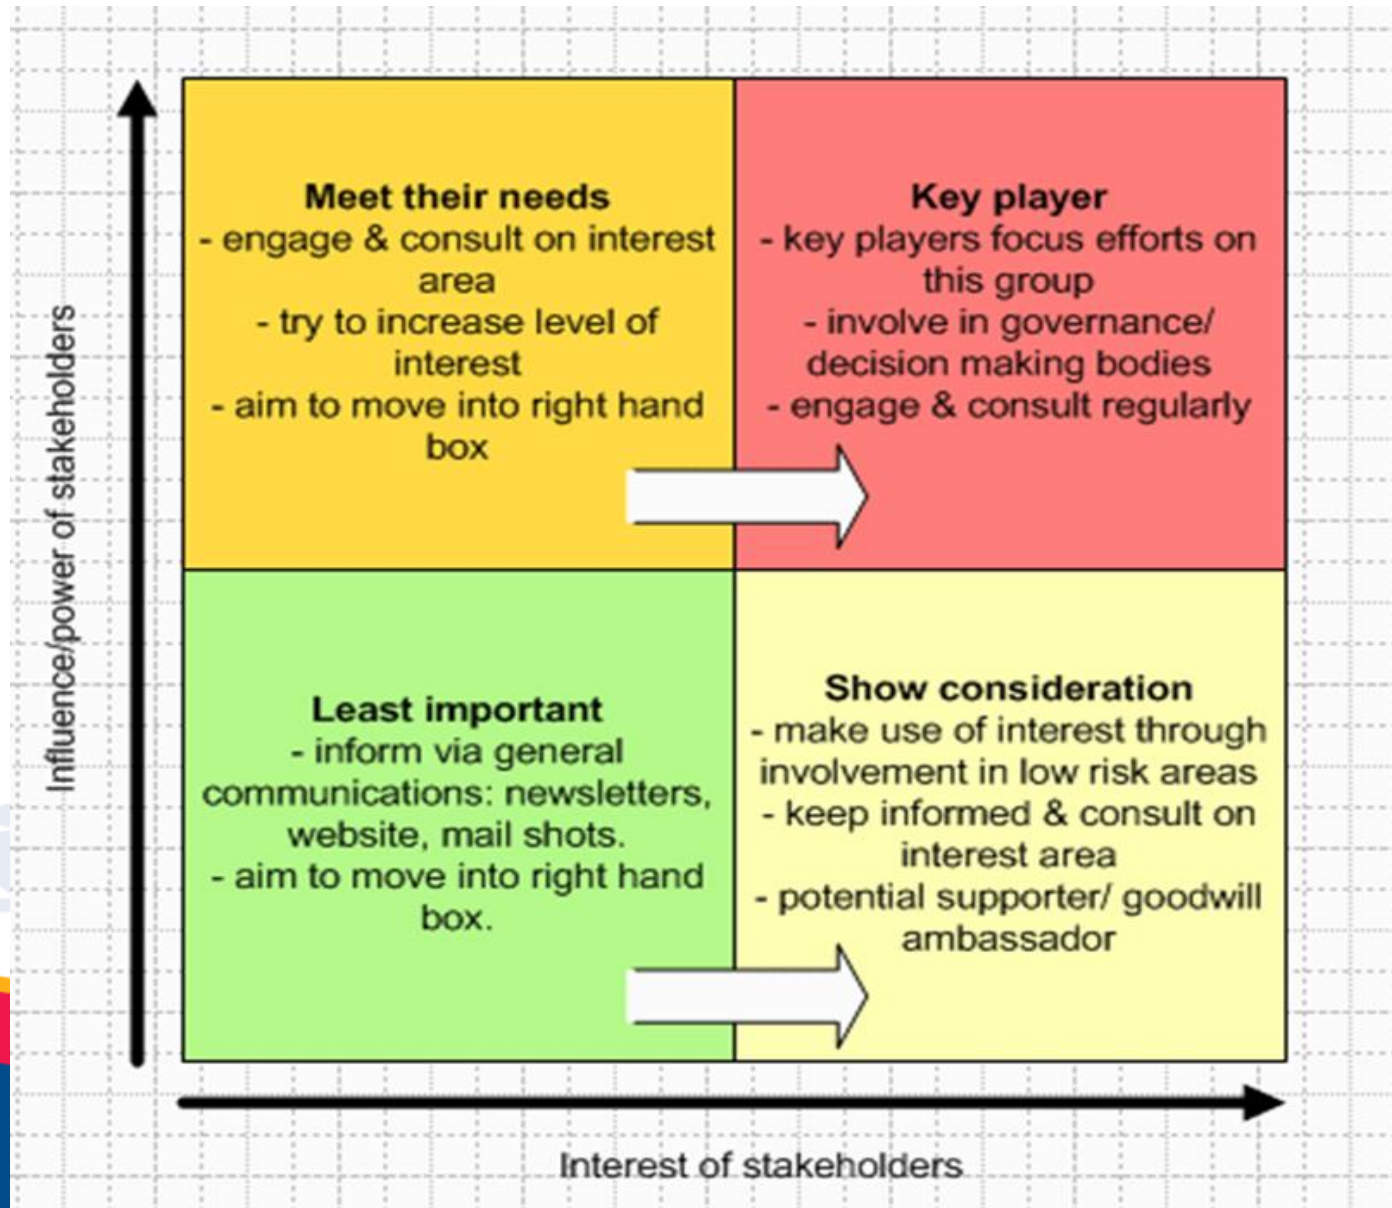 Influence/power of stakeholders
Meet their needs
- engage & consult on interest
area
- try to increase level of
interest
- aim to move into right hand
box
Key player
- key players focus efforts on
this group
- involve in governance/
decision making bodies
- engage & consult regularly
Least important
- inform via general
communications: newsletters,
website, mail shots.
- aim to move into right hand
box.
Show consideration
- make use of interest through
involvement in low risk areas
- keep informed & consult on
interest area
- potential supporter/ goodwill
ambassador
Interest of stakeholders